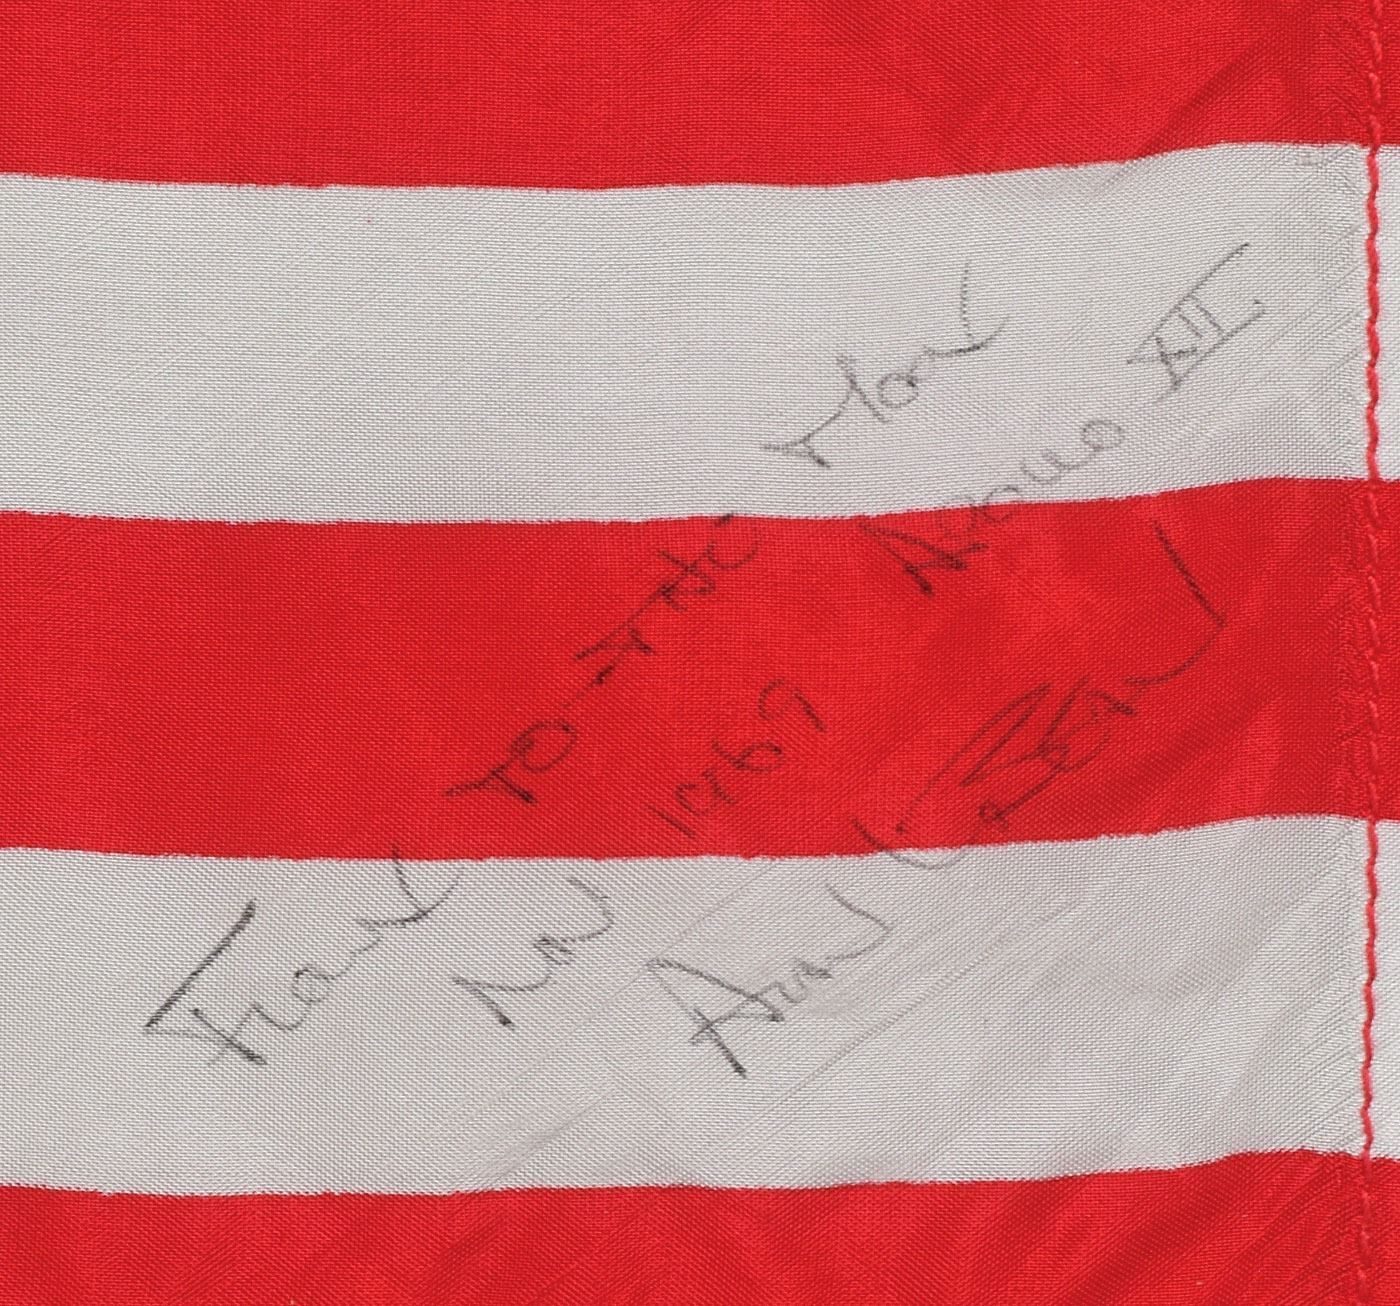 Flown TO THE Moon
Nov 1969 Apollo XII
Alan L Bean